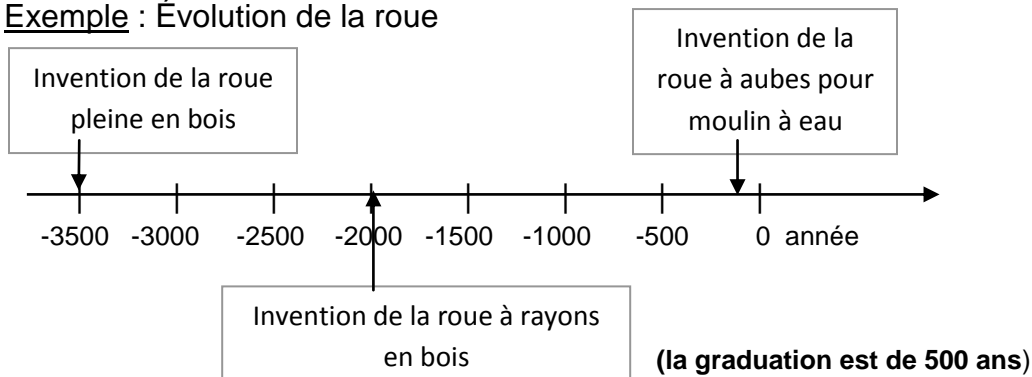 Exemple : Évolution de la roue
Invention de la roue
pleine en bois
Invention de la
roue à aubes pour
moulin à eau
-3500 -3000 -2500 -2000 -1500 -1000 -500 0 année
Invention de la roue à rayons
en bois
(la graduation est de 500 ans)